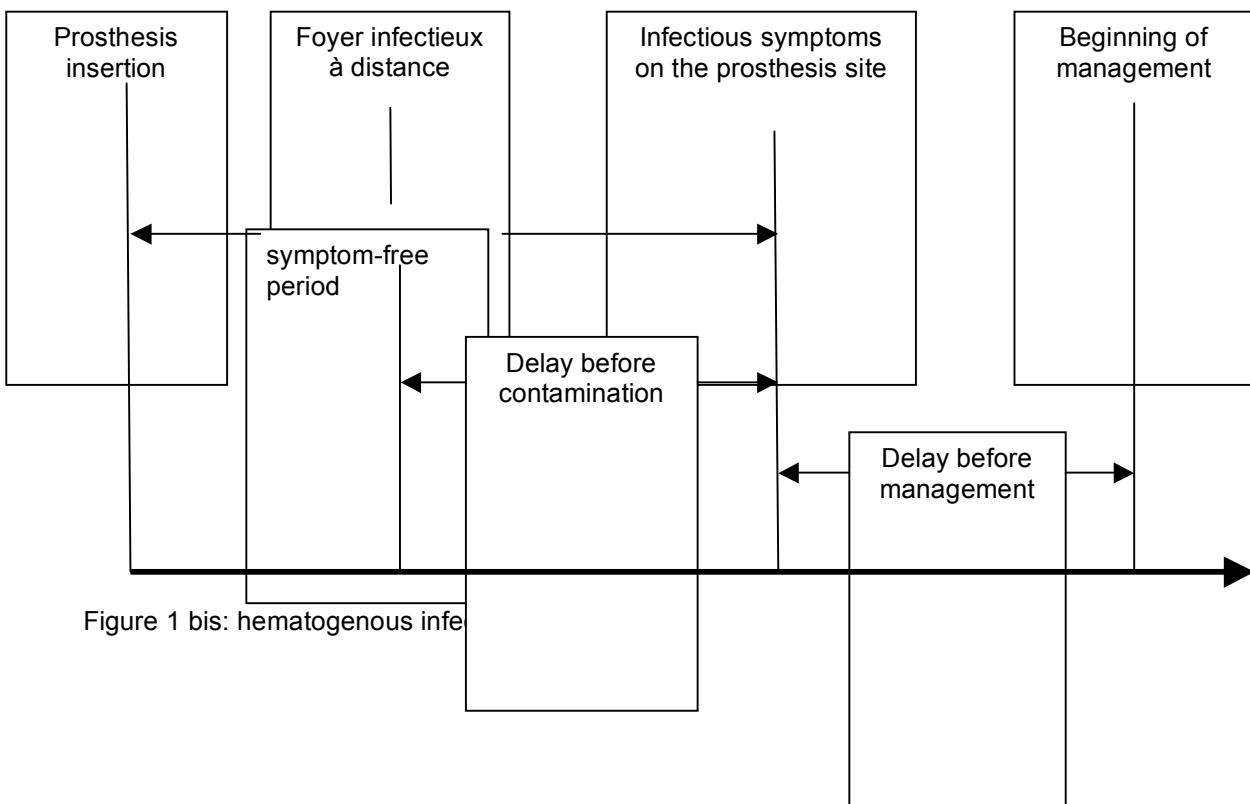 Prosthesis
insertion
Foyer infectieux
à distance
Infectious symptoms
on the prosthesis site
Beginning of
management
symptom-free
period
Delay before
contamination
Delay before
management
Figure 1 bis: hematogenous